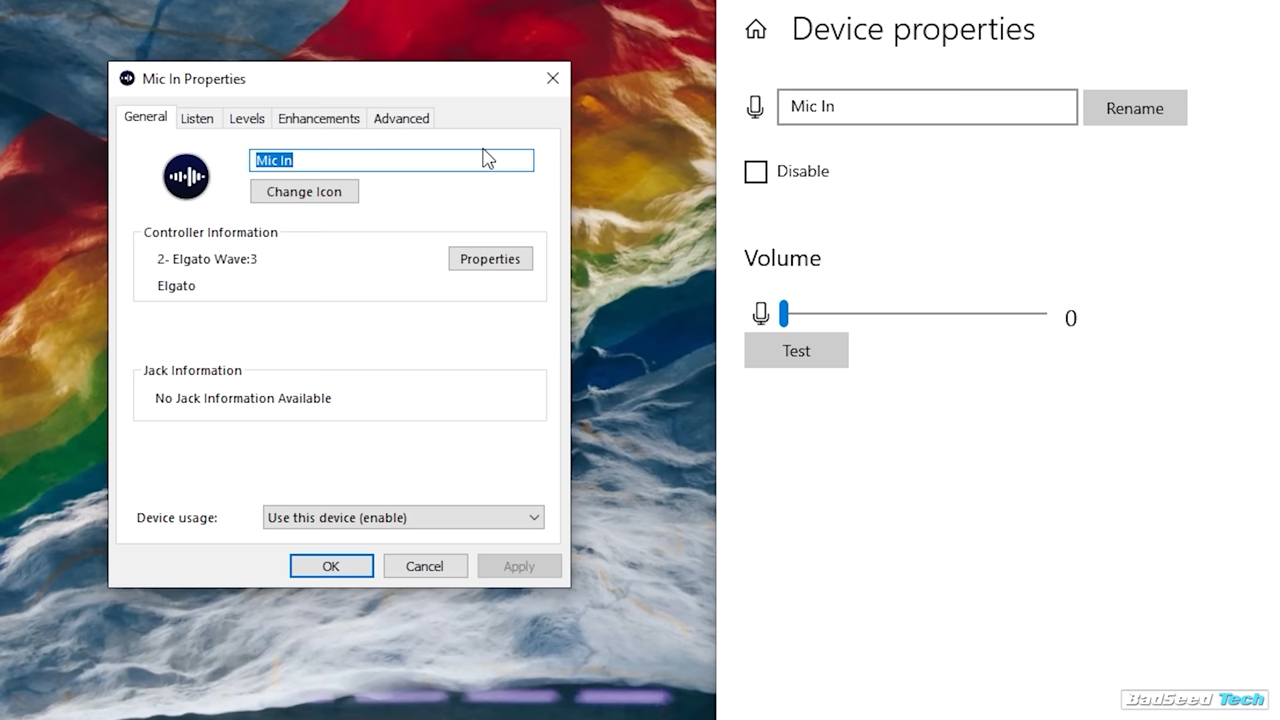 Mic In Properties
General Listen Levels Enhancements Advanced
Mic In
Change Icon
Controller Information
2- Elgato Wave:3
Properties
Elgato
Jack Information
No Jack Information Available
Device usage:
Use this device (enable)
OK Cancel Apply
Device properties
Mic In
Rename
Disable
Volume
0
Test
BadSeed Tech